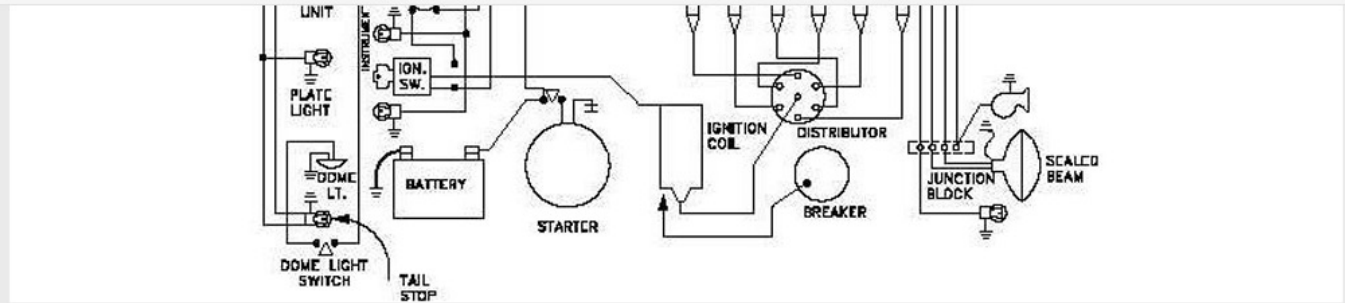 UNIT
INSTRUMENT
IGN.
SW.
PLATE
LIGHT
IGNITION
COIL
DISTRIBUTOR
DOME
LT.
BATTERY
STARTER
BREAKER
JUNCTION
BLOCK
SEALED
BEAM
DOME LIGHT
SWITCH
TAIL
STOP